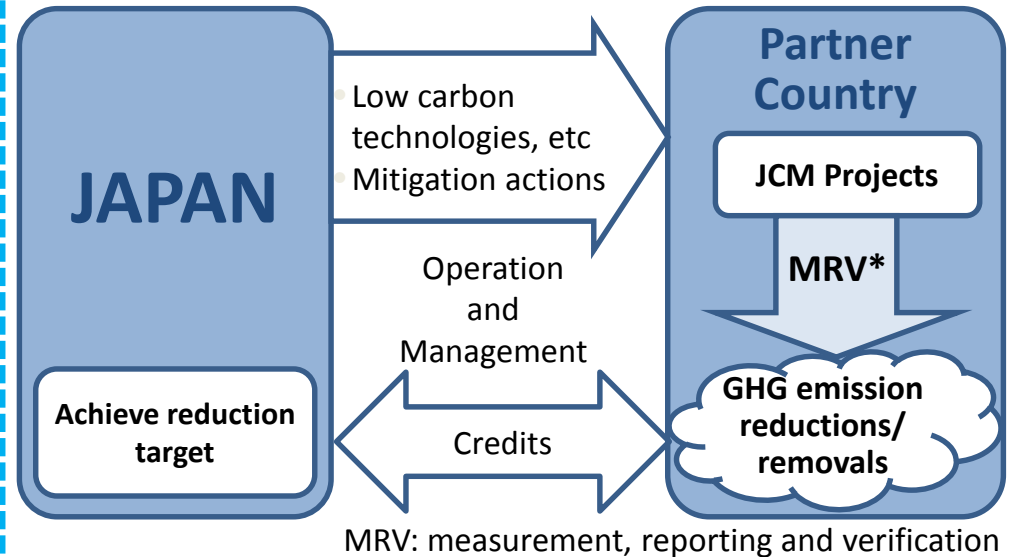 JAPAN
Achieve reduction
target
• Low carbon
technologies, etc
• Mitigation actions
Operation
and
Management
Credits
Partner
Country
JCM Projects
MRV*
GHG emission
reductions/
removals
MRV: measurement, reporting and verification